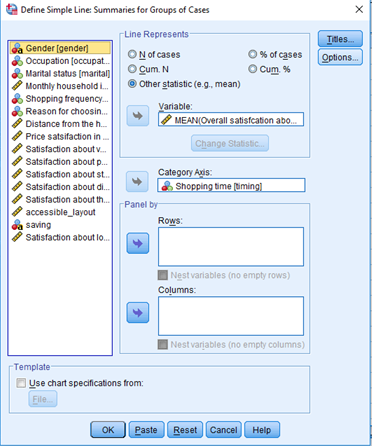 Define Simple Line: Summaries for Groups of Cases
Gender [gender]
Occupation [occupat...
Marital status [marital]
Monthly household i...
Shopping frequency...
Reason for choosin...
Distance from the h...
Price satsifaction in ...
Satsfaction about v...
Satisfaction about p...
Satisfaction about st...
Satisfaction about di...
Satisfaction about th...
accessible_layout
saving
Satisfaction about lo...
Line Represents
N of cases
% of cases
Cum. N
Cum. %
Other statistic (e.g., mean)
Variable:
MEAN(Overall satisfcation abo...
Change Statistic...
Category Axis:
Shopping time [timing]
Panel by
Rows:
Nest variables (no empty rows)
Columns:
Nest variables (no empty columns)
Titles...
Options...
Template
Use chart specifications from:
File...
OK
Paste
Reset
Cancel
Help